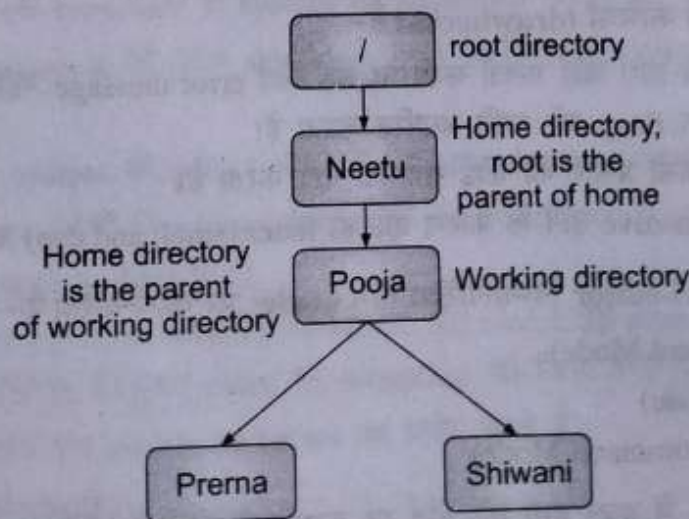 /
root directory
Neetu
Home directory,
root is the
parent of home
Home directory
is the parent
of working directory
Pooja
Working directory
Prerna
Shiwani